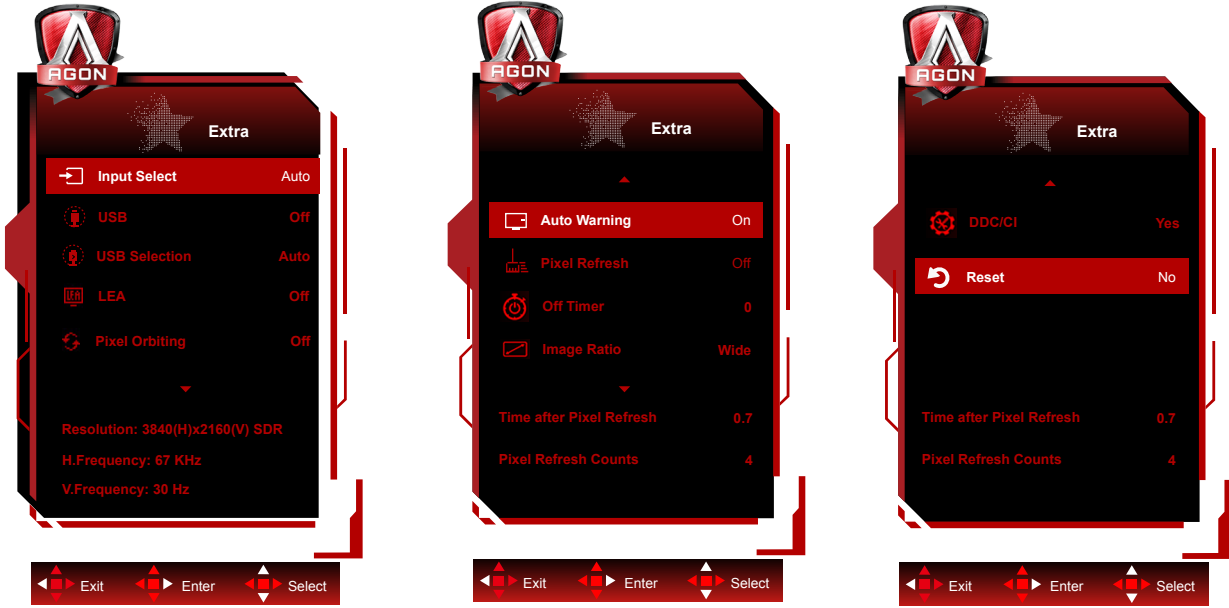 AGON
Extra
Input Select Auto
USB Off
USB Selection Auto
LEA Off
Pixel Orbiting Off
Resolution: 3840(H)x2160(V) SDR
H.Frequency: 67 KHz
V.Frequency: 30 Hz
Exit Enter Select
AGON
Extra
Auto Warning On
Pixel Refresh Off
Off Timer 0
Image Ratio Wide
Time after Pixel Refresh 0.7
Pixel Refresh Counts 4
Exit Enter Select
AGON
Extra
DDC/CI Yes
Reset No
Time after Pixel Refresh 0.7
Pixel Refresh Counts 4
Exit Enter Select